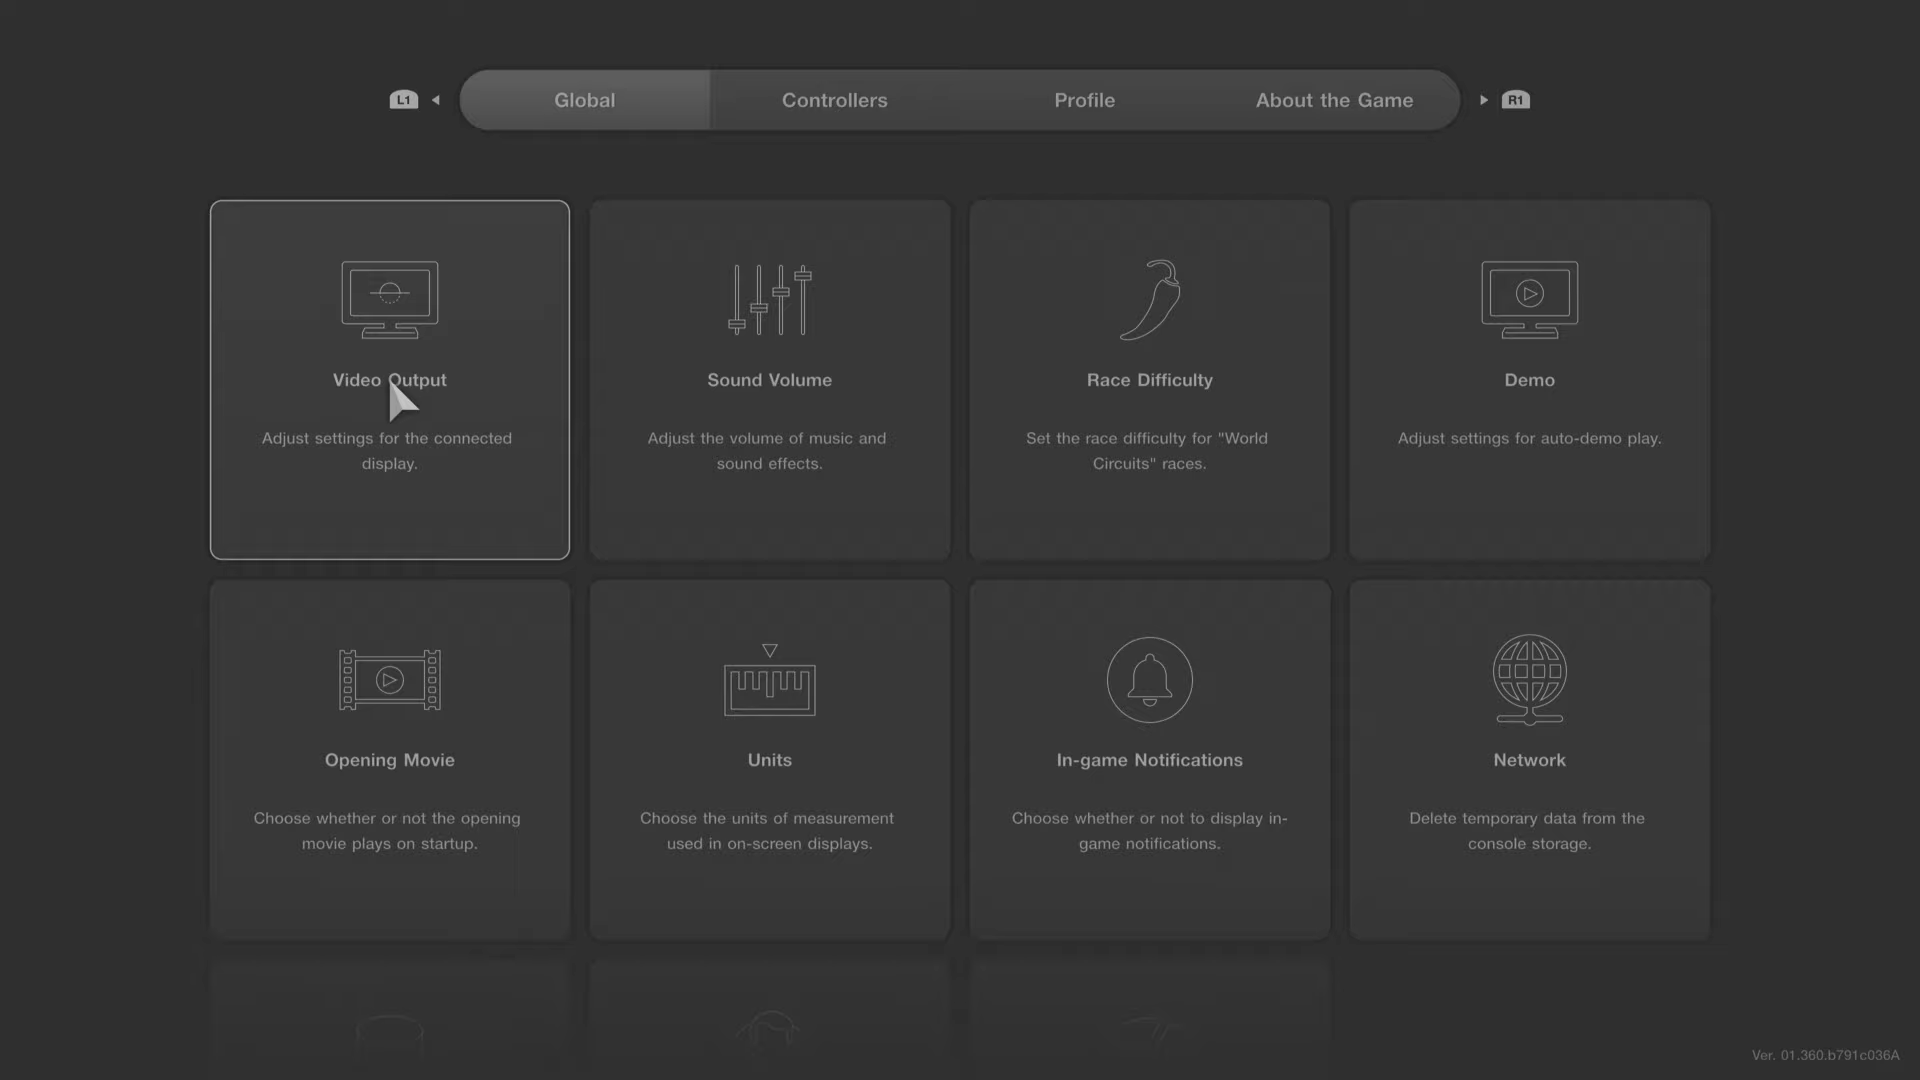 L1
Global
Controllers
Profile
About the Game
R1
Video Output
Adjust settings for the connected
display.
Sound Volume
Adjust the volume of music and
sound effects.
Race Difficulty
Set the race difficulty for "World
Circuits" races.
Demo
Adjust settings for auto-demo play.
Opening Movie
Choose whether or not the opening
movie plays on startup.
Units
Choose the units of measurement
used in on-screen displays.
In-game Notifications
Choose whether or not to display in-
game notifications.
Network
Delete temporary data from the
console storage.
Ver. 01.360.b791c036A